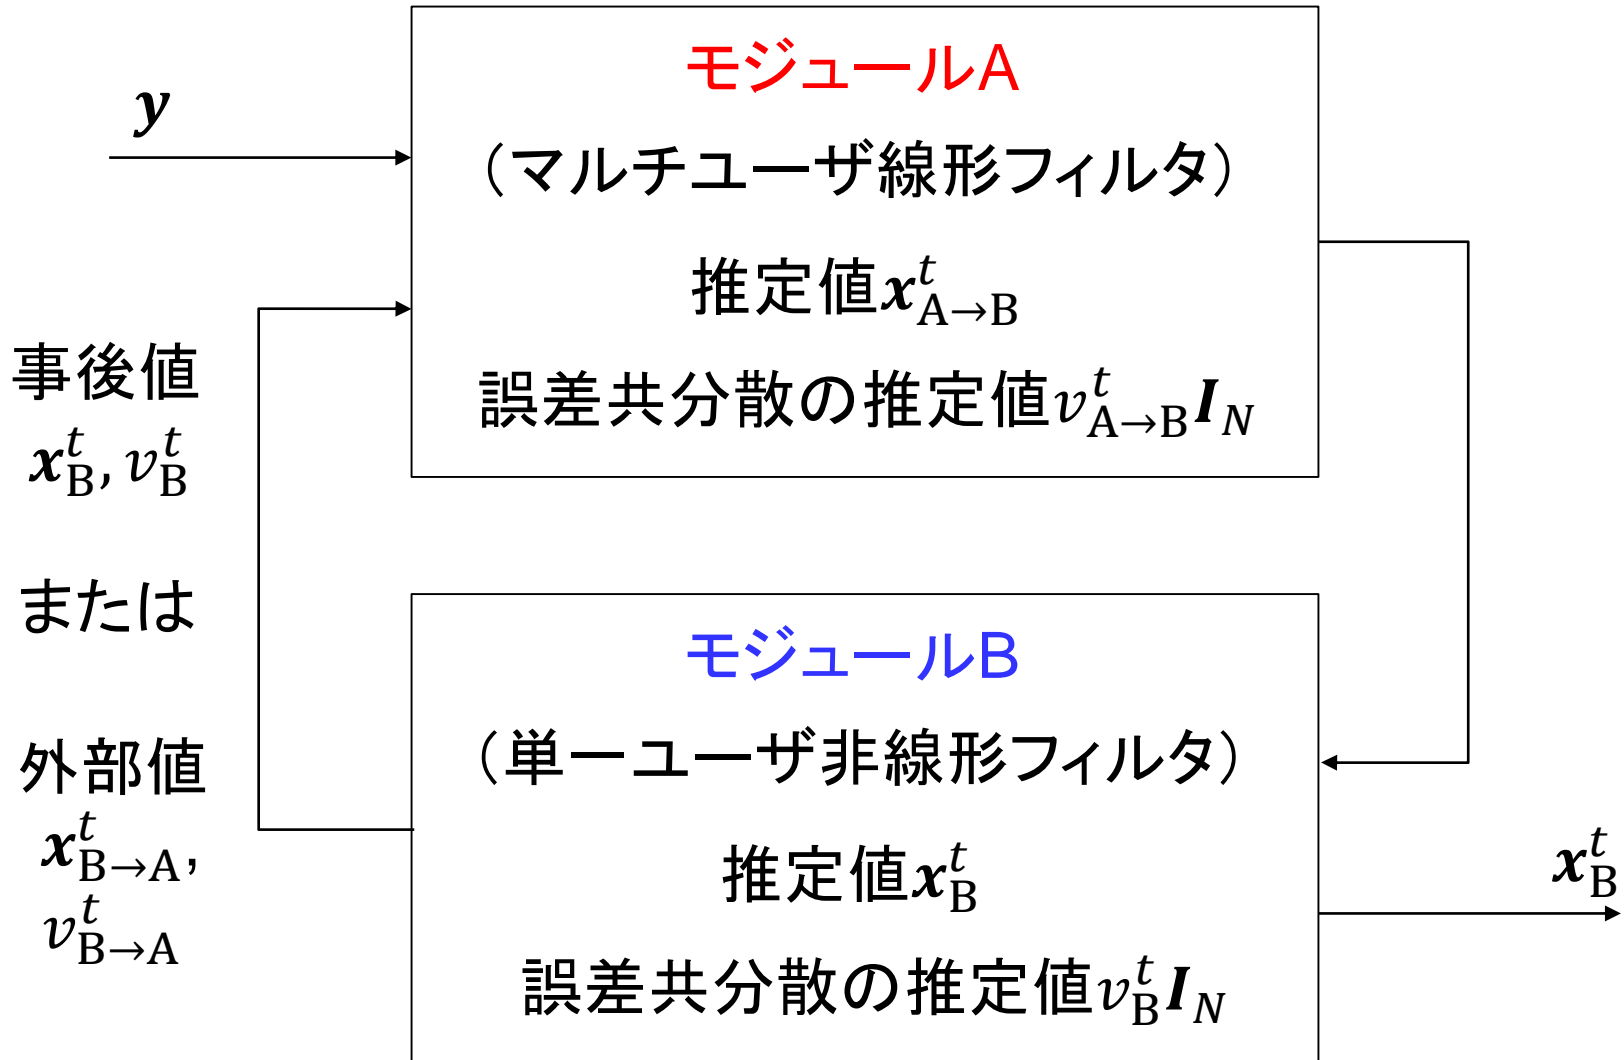 y
モジュールA
（マルチユーザ線形フィルタ）
推定値x^t_{A→B}
誤差共分散の推定値v^t_{A→B}I_N
事後値
x^t_B, v^t_B
または
外部値
x^t_{B→A},
v^t_{B→A}
モジュールB
（単一ユーザ非線形フィルタ）
推定値x^t_B
誤差共分散の推定値v^t_B I_N
x^t_B